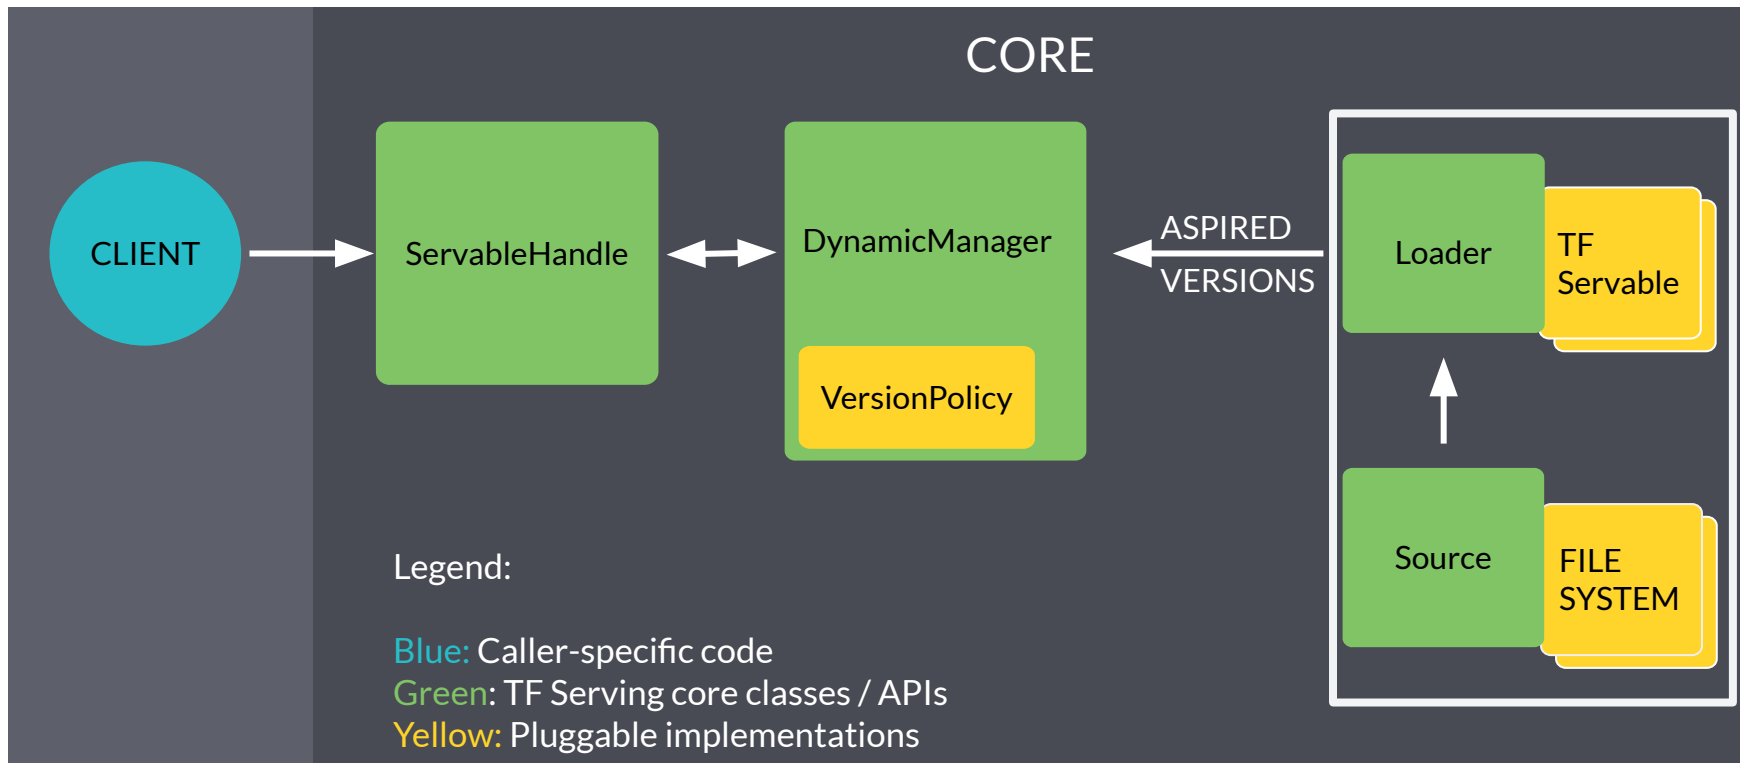 CORE
CLIENT
ServableHandle
DynamicManager
VersionPolicy
ASPIRED
VERSIONS
Loader
TF
Servable
Source
FILE
SYSTEM
Legend:
Blue: Caller-specific code
Green: TF Serving core classes / APIs
Yellow: Pluggable implementations